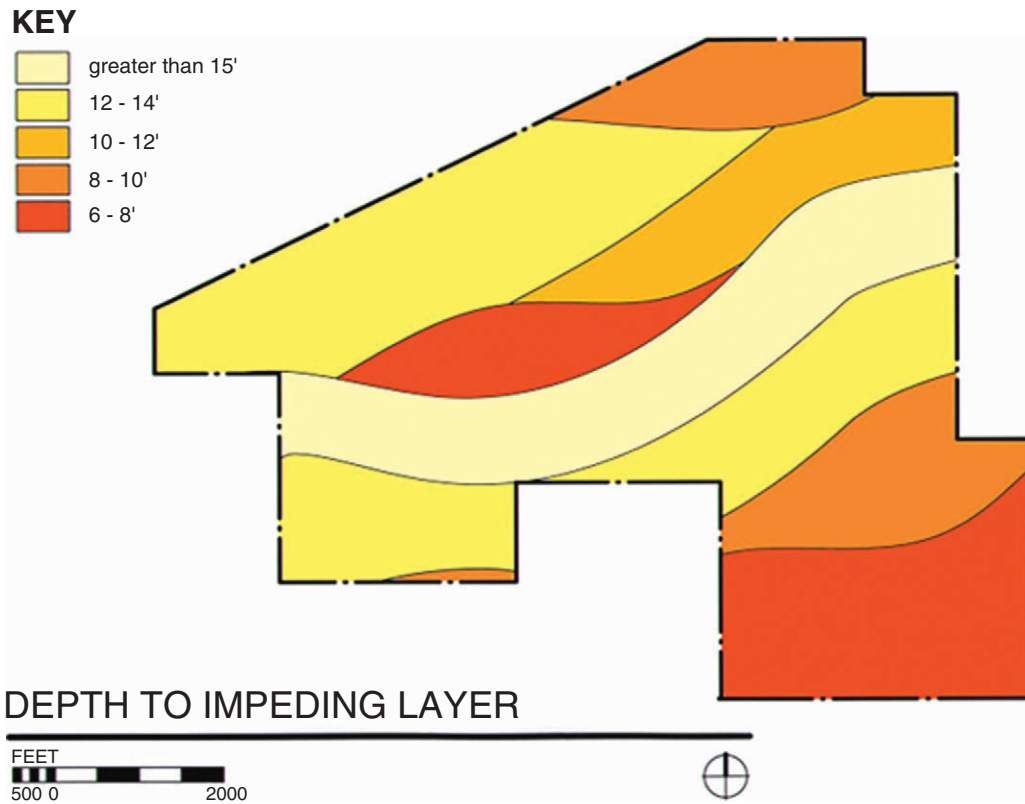 KEY
greater than 15'
12 - 14'
10 - 12'
8 - 10'
6 - 8'
DEPTH TO IMPEDING LAYER
FEET
500 0 2000